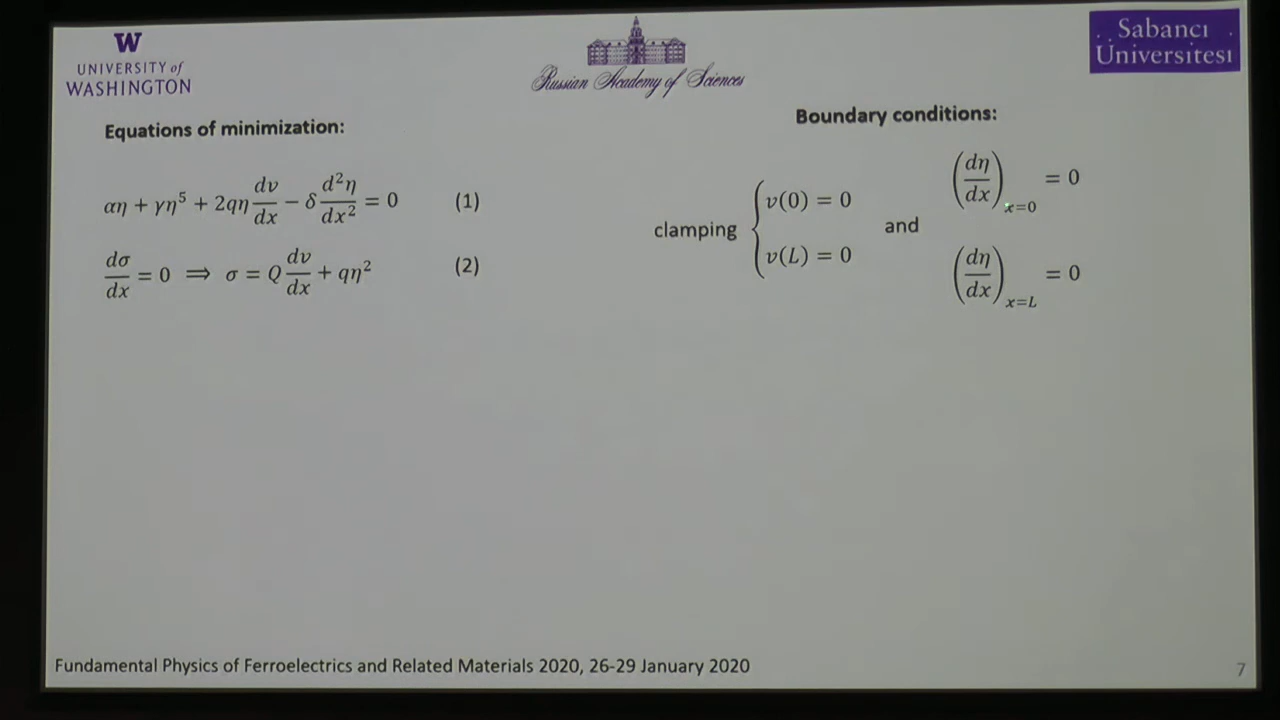 W
UNIVERSITY of
WASHINGTON
Russian Academy of Sciences
Sabancı
Üniversitesi
Equations of minimization:
αη + γη⁵ + 2qη dv/dx − δ d²η/dx² = 0 (1)
dσ/dx = 0 ⟹ σ = Q dv/dx + qη² (2)
Boundary conditions:
clamping { v(0) = 0
v(L) = 0
and
(dη/dx)ₓ₌₀ = 0
(dη/dx)ₓ₌L = 0
Fundamental Physics of Ferroelectrics and Related Materials 2020, 26-29 January 2020
7